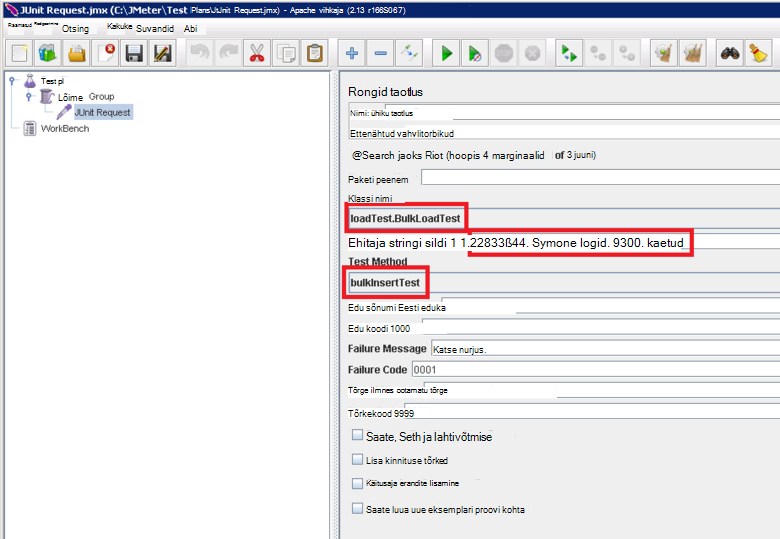 JUnit Request.jmx (C:\JMeter\Test Plans\JUnit Request.jmx) - Apache vihkaja (2.13 r166S067)
Otsing Kakuke Suvandid Abi
Test pl
Lõime Group
JUnit Request
WorkBench
Rongid taotlus
Nimi: ühiku taotlus
Ettenähtud vahvlitorbikud
@Search jaoks Riot (hoopis 4 marginaalid of 3 juuni)
Paketi peenem
Klassi nimi
loadTest.BulkLoadTest
Ehitaja stringi sildi 1 1.22833ß44. Symone logid. 9300. kaetud
Test Method
bulkInsertTest
Edu sõnumi Eesti eduka
Edu koodi 1000
Failure Message Katse nurjus.
Failure Code 0001
Tõrge ilmnes ootamatu tõrge
Tõrkekood 9999
Saate, Seth ja lahtivõtmise
Lisa kinnituse tõrked
Käitusaja erandite lisamine
Saate luua uue eksemplari proovi kohta